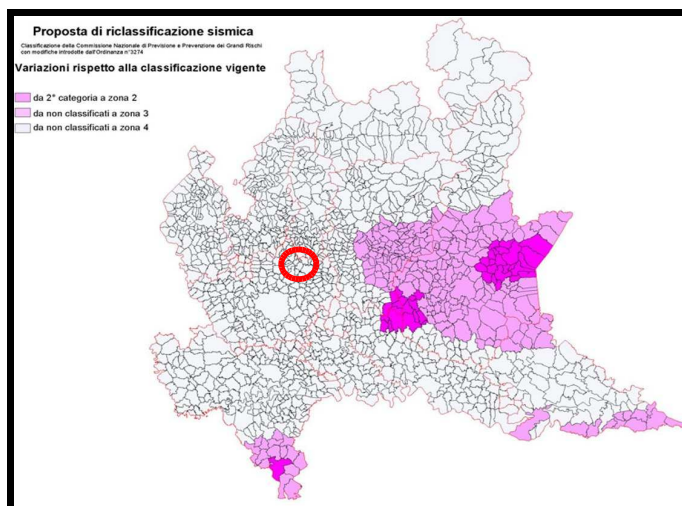 Proposta di riclassificazione sismica
Classificazione della Commissione Nazionale di Previsione e Prevenzione dei Grandi Rischi
con modifiche introdotte dall'Ordinanza n°3274
Variazioni rispetto alla classificazione vigente
da 2° categoria a zona 2
da non classificati a zona 3
da non classificati a zona 4